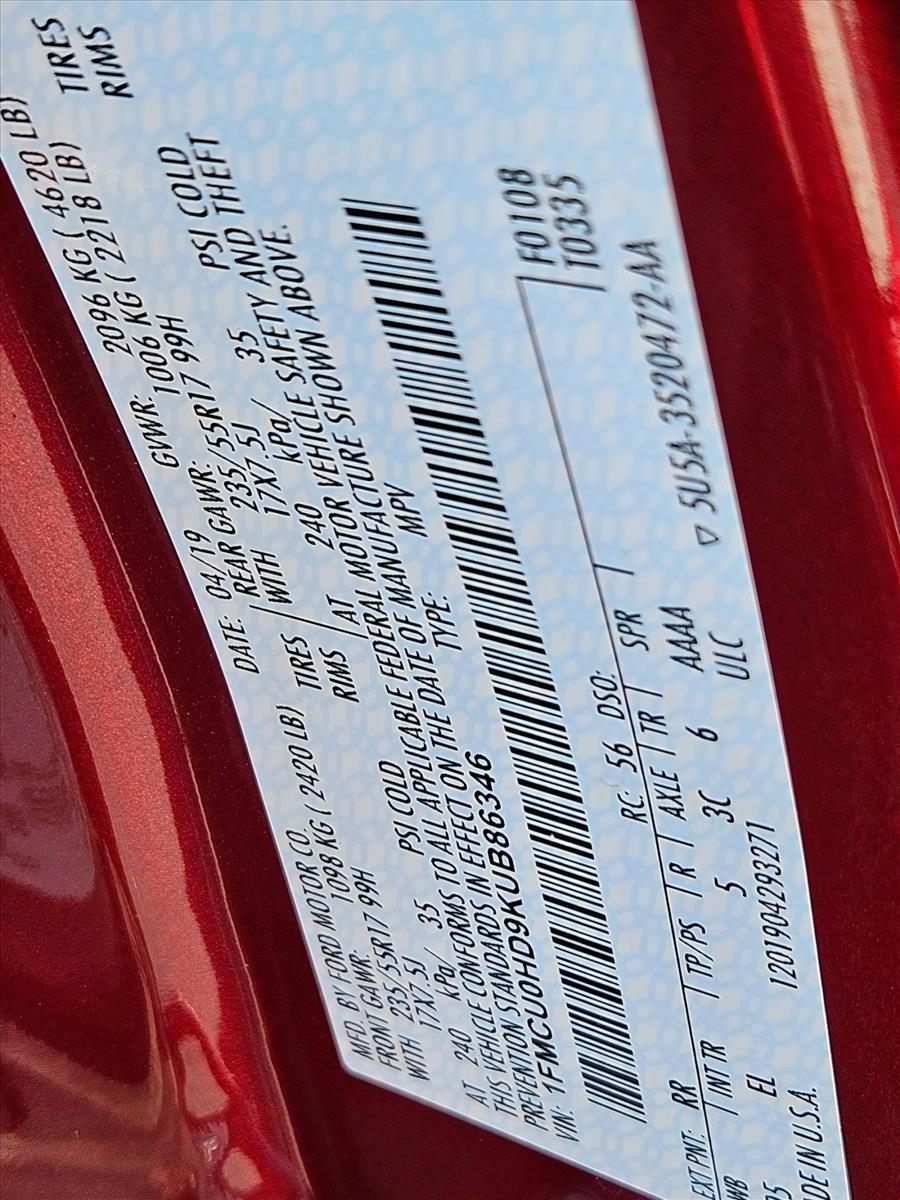 MFD. BY FORD MOTOR CO.
DATE: 04/19 GVWR: 2096 KG ( 4620 LB)
FRONT GAWR: 1098 KG ( 2420 LB)
REAR GAWR: 1006 KG ( 2218 LB)
235/55R17 99H TIRES
235/55R17 99H TIRES
WITH 17X7.5J RIMS
WITH 17X7.5J RIMS
AT 240 kPa/ 35 PSI COLD
AT 240 kPa/ 35 PSI COLD
THIS VEHICLE CONFORMS TO ALL APPLICABLE FEDERAL MOTOR VEHICLE SAFETY AND THEFT
PREVENTION STANDARDS IN EFFECT ON THE DATE OF MANUFACTURE SHOWN ABOVE.
VIN: 1FMCU0HD9KUB86346
TYPE: MPV
F0108
T0335
EXT PNT: RR RC: 56 DSO:
WB INT TR TP/PS R AXLE TR SPR
EL 5 3C 6 AAAA
ULC
DE IN U.S.A. 1201904293271
5U5A-3520472-AA